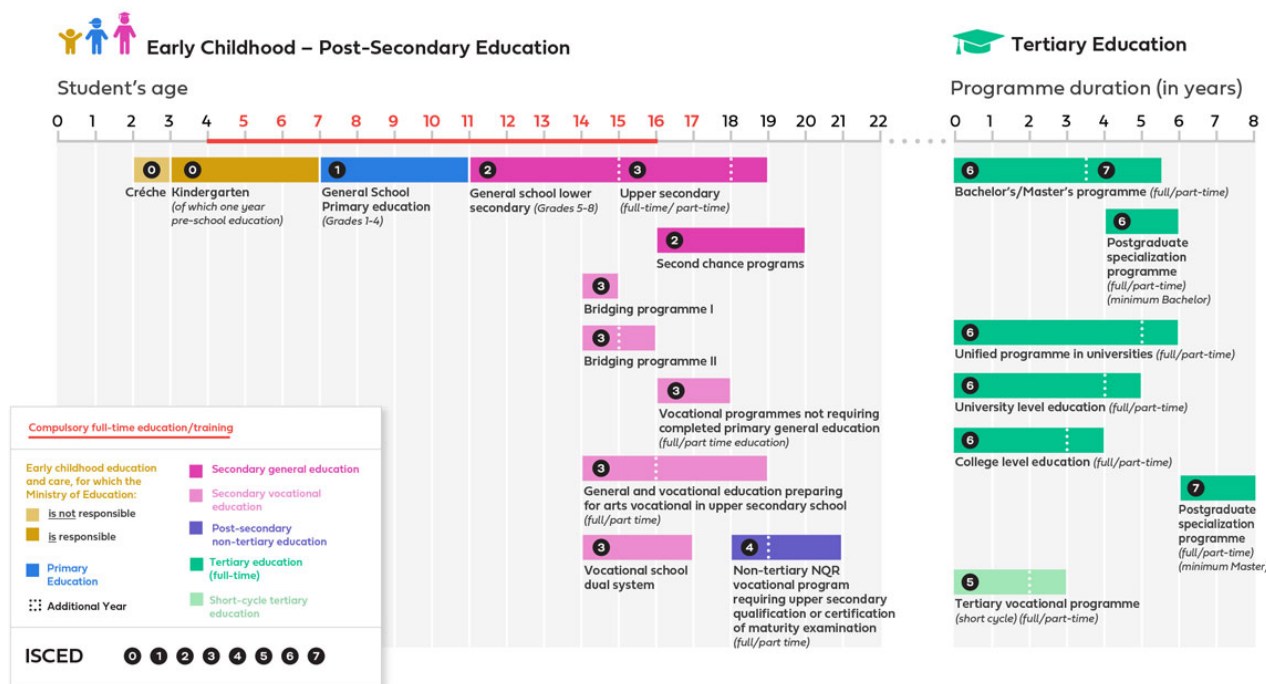 Early Childhood – Post-Secondary Education
Tertiary Education
Student's age
Programme duration (in years)
0 1 2 3 4 5 6 7 8 9 10 11 12 13 14 15 16 17 18 19 20 21 22
0 1 2 3 4 5 6 7 8
0
Créche
0
Kindergarten
(of which one year
pre-school education)
1
General School
Primary education
(Grades 1-4)
2
General school lower
secondary (Grades 5-8)
3
Upper secondary
(full-time/ part-time)
2
Second chance programs
3
Bridging programme I
3
Bridging programme II
3
Vocational programmes not requiring
completed primary general education
(full/part time education)
3
General and vocational education preparing
for arts vocational in upper secondary school
(full/part time)
3
Vocational school
dual system
4
Non-tertiary NQR
vocational program
requiring upper secondary
qualification or certification
of maturity examination
(full/part time)
6 7
Bachelor's/Master's programme (full/part-time)
6
Postgraduate
specialization
programme
(full/part-time)
(minimum Bachelor)
6
Unified programme in universities (full/part-time)
6
University level education (full/part-time)
6
College level education (full/part-time)
7
Postgraduate
specialization
programme
(full/part-time)
(minimum Master
5
Tertiary vocational programme
(short cycle) (full/part-time)
Compulsory full-time education/training
Early childhood education
and care, for which the
Ministry of Education:
is not responsible
is responsible
Primary
Education
Additional Year
Secondary general education
Secondary vocational
education
Post-secondary
non-tertiary education
Tertiary education
(full-time)
Short-cycle tertiary
education
ISCED 0 1 2 3 4 5 6 7